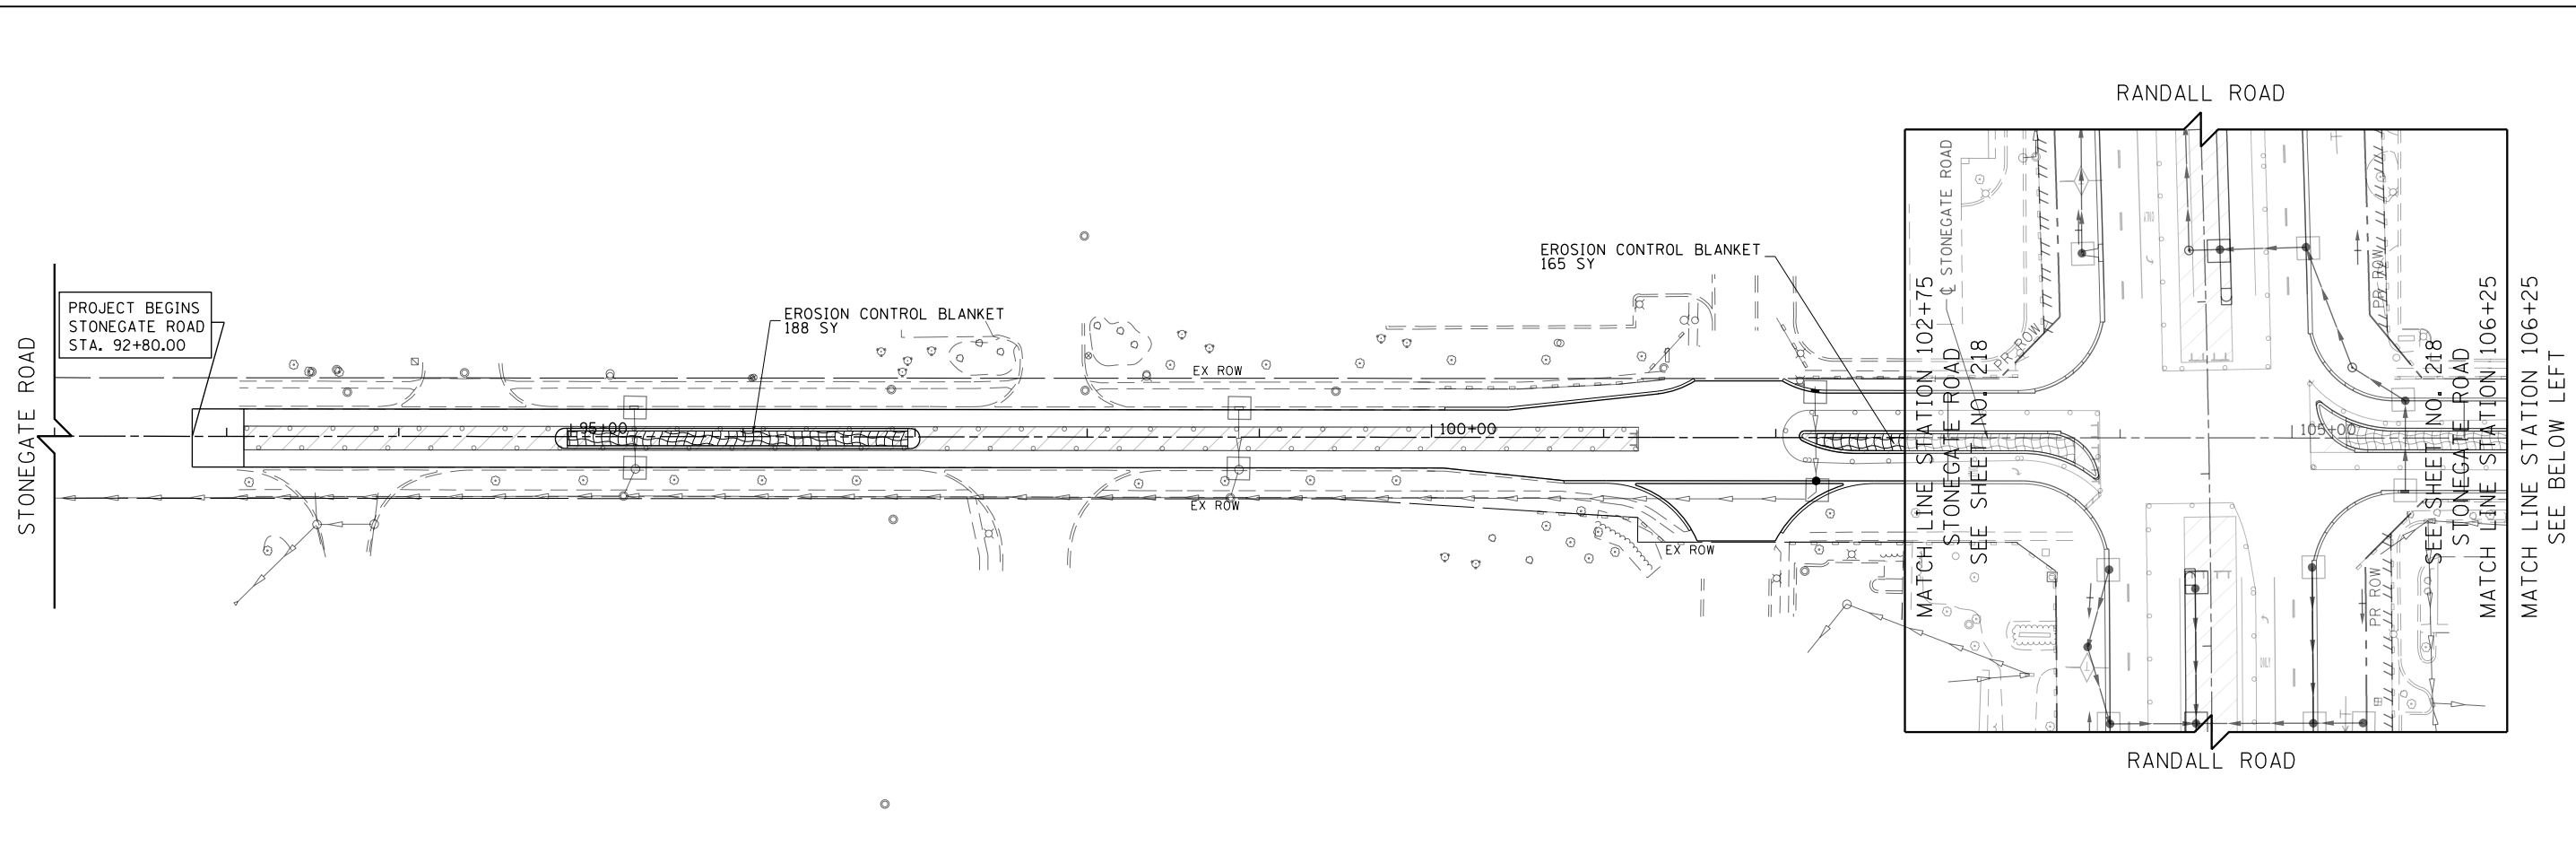 RANDALL ROAD
STONEGATE ROAD
PROJECT BEGINS
STONEGATE ROAD
STA. 92+80.00
EROSION CONTROL BLANKET
188 SY
EROSION CONTROL BLANKET
165 SY
EX ROW
95+00
100+00
105+00
EX ROW
EX ROW
℄ STONEGATE ROAD
PR ROW
PR ROW
PR ROW
ONLY
ONLY
MATCH LINE STATION 102+75
STONEGATE ROAD
SEE SHEET NO. 218
SEE SHEET NO. 218
STONEGATE ROAD
MATCH LINE STATION 106+25
MATCH LINE STATION 106+25
SEE BELOW LEFT
RANDALL ROAD